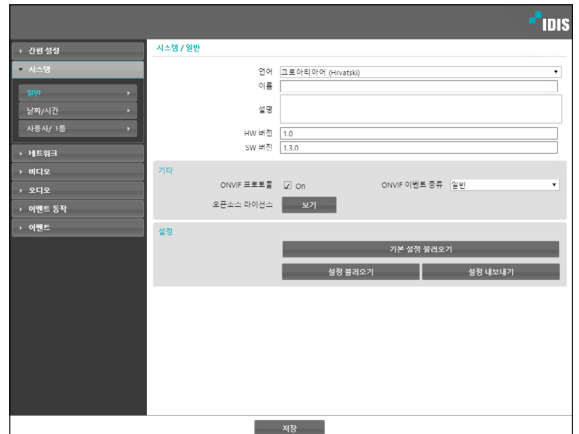 IDIS
간편 설정
시스템
일반
날짜/시간
사용자/그룹
네트워크
비디오
오디오
이벤트 동작
이벤트
시스템 / 일반
언어 크로아티아어 (Hrvatski)
이름
설명
HW 버전 1.0
SW 버전 1.3.0
기타
ONVIF 프로토콜 On ONVIF 이벤트 종류 일반
오픈소스 라이선스 보기
설정
기본 설정 불러오기
설정 불러오기 설정 내보내기
저장